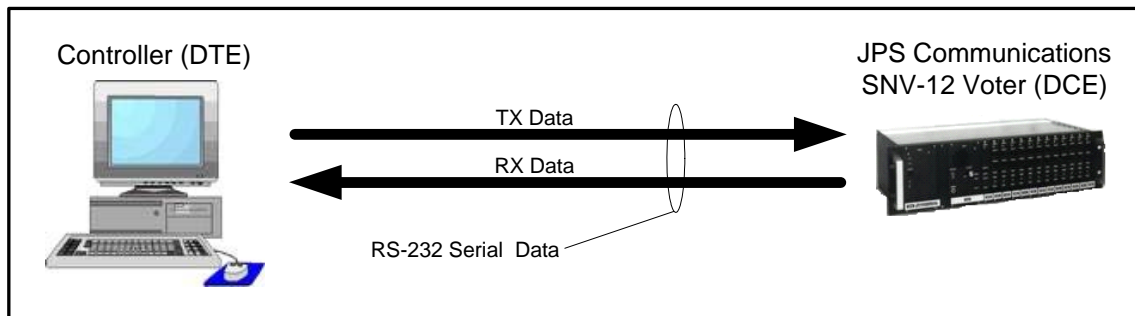 Controller (DTE)
JPS Communications
SNV-12 Voter (DCE)
TX Data
RX Data
RS-232 Serial Data